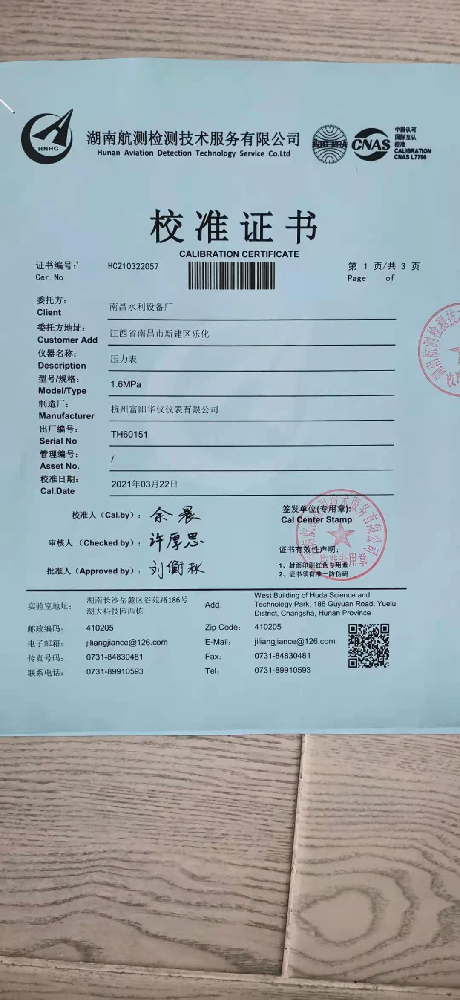 HNHC
湖南航测检测技术服务有限公司
Hunan Aviation Detection Technology Service Co.Ltd
ilac-MRA
CNAS
中国认可
国际互认
校准
CALIBRATION
CNAS L7796
校准证书
CALIBRATION CERTIFICATE
证书编号: HC210322057
Cer.No
第 1 页/共 3 页
Page of
委托方: 南昌水利设备厂
Client
委托方地址: 江西省南昌市新建区乐化
Customer Add
仪器名称: 压力表
Description
型号/规格: 1.6MPa
Model/Type
制造厂: 杭州富阳华仪仪表有限公司
Manufacturer
出厂编号: TH60151
Serial No
管理编号: /
Asset No.
校准日期: 2021年03月22日
Cal.Date
校准人（Cal.by）: 余晨
审核人（Checked by）: 许厚思
批准人（Approved by）: 刘衡秋
签发单位(专用章):
Cal Center Stamp
证书有效性声明:
1、封面印刷红色专用章
2、证书须有唯一防伪码
湖南航测检测技术服务有限公司
校准专用章
湖南航测检测技术
校准
实验室地址: 湖南长沙岳麓区谷苑路186号
湖大科技园西栋
Add: West Building of Huda Science and
Technology Park, 186 Guyuan Road, Yuelu
District, Changsha, Hunan Province
邮政编码: 410205
Zip Code: 410205
电子邮箱: jiliangjiance@126.com
E-Mail: jiliangjiance@126.com
传真号码: 0731-84830481
Fax: 0731-84830481
联系电话: 0731-89910593
Tel: 0731-89910593